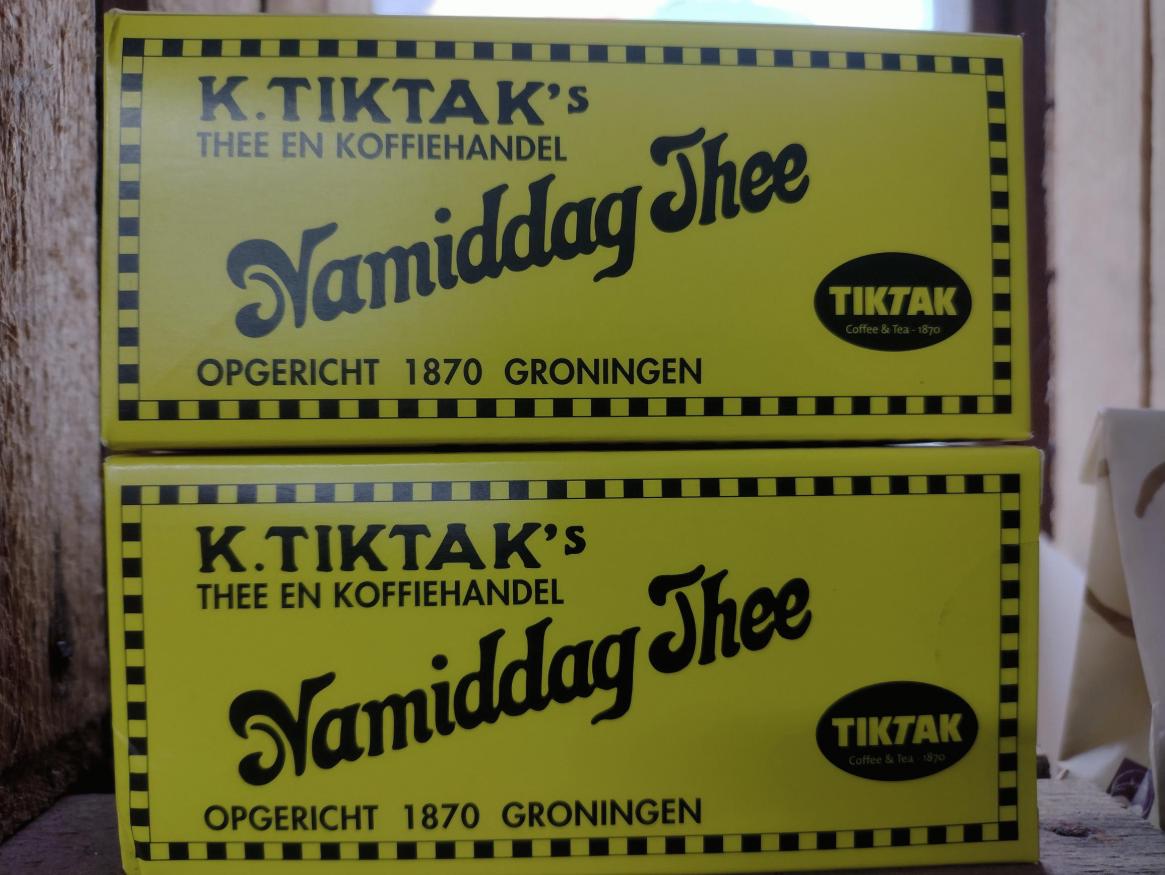 K.TIKTAK's
THEE EN KOFFIEHANDEL
Namiddag Thee
TIKTAK
Coffee & Tea - 1870
OPGERICHT 1870 GRONINGEN
K.TIKTAK's
THEE EN KOFFIEHANDEL
Namiddag Thee
TIKTAK
Coffee & Tea - 1870
OPGERICHT 1870 GRONINGEN